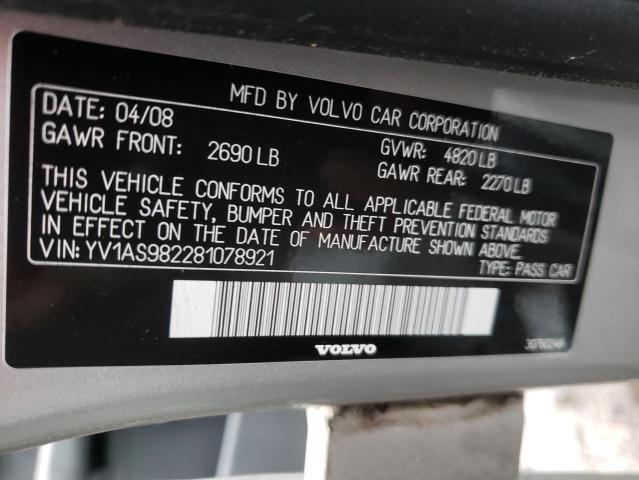 MFD BY VOLVO CAR CORPORATION
DATE: 04/08 GVWR: 4820 LB
GAWR FRONT: 2690 LB GAWR REAR: 2270 LB
THIS VEHICLE CONFORMS TO ALL APPLICABLE FEDERAL MOTOR
VEHICLE SAFETY, BUMPER AND THEFT PREVENTION STANDARDS
IN EFFECT ON THE DATE OF MANUFACTURE SHOWN ABOVE.
VIN: YV1AS982281078921 TYPE: PASS CAR
VOLVO